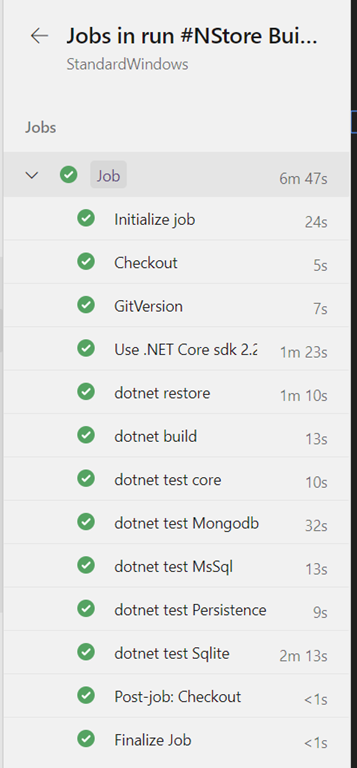 Jobs in run #NStore Bui...
StandardWindows
Jobs
Job 6m 47s
Initialize job 24s
Checkout 5s
GitVersion 7s
Use .NET Core sdk 2.2 1m 23s
dotnet restore 1m 10s
dotnet build 13s
dotnet test core 10s
dotnet test Mongodb 32s
dotnet test MsSql 13s
dotnet test Persistence 9s
dotnet test Sqlite 2m 13s
Post-job: Checkout <1s
Finalize Job <1s